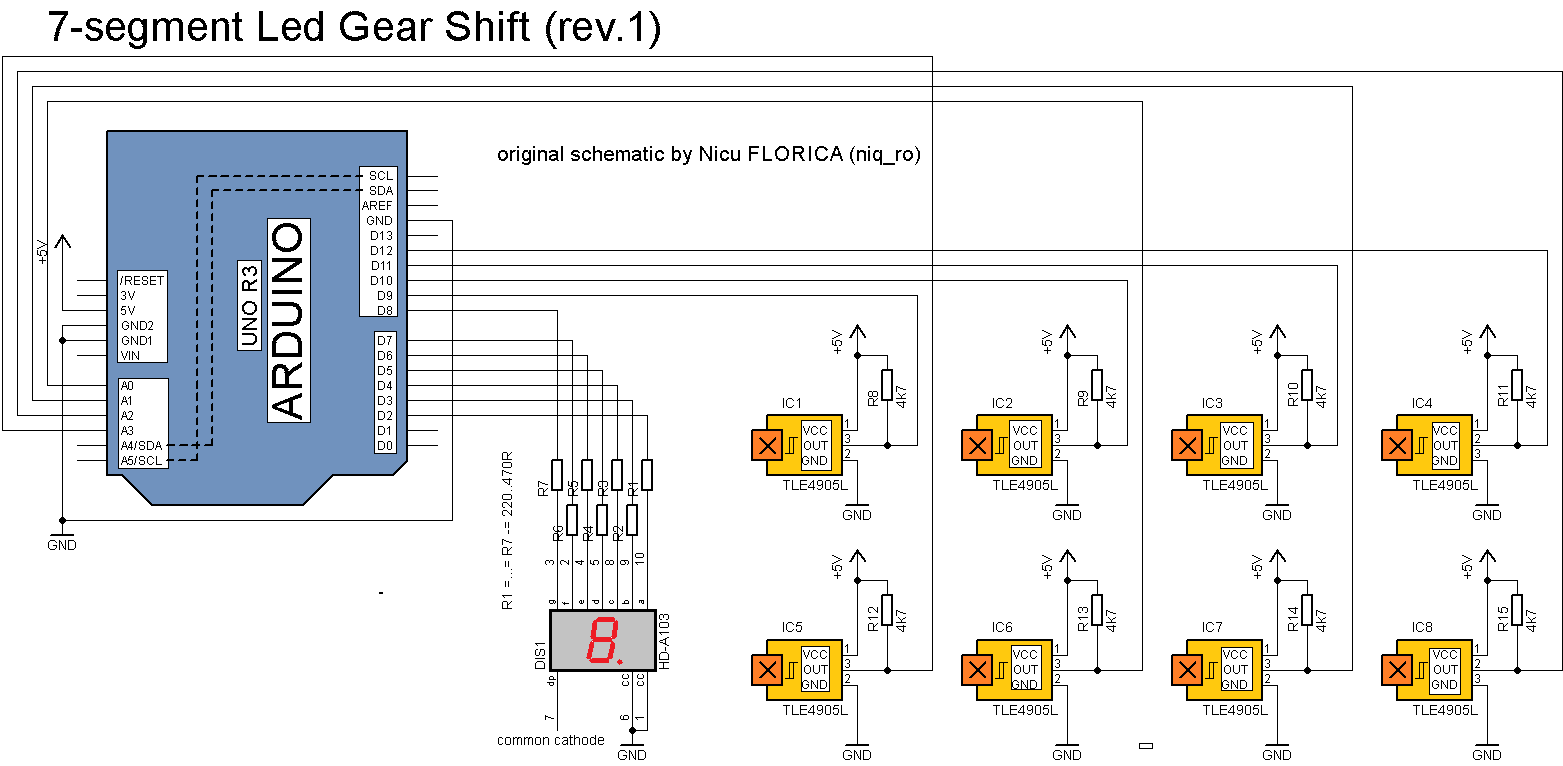 7-segment Led Gear Shift (rev.1)
original schematic by Nicu FLORICA (niq_ro)
ARDUINO
UNO R3
SCL
SDA
AREF
GND
D13
D12
D11
D10
D9
D8
D7
D6
D5
D4
D3
D2
D1
D0
+5V
/RESET
3V
5V
GND2
GND1
VIN
A0
A1
A2
A3
A4/SDA
A5/SCL
GND
R1 = ...= R7 -= 220..470R
R7
R5
R3
R1
R6
R4
R2
3 2 4 5 8 9 10
g f e d c b a
DIS1
8.
HD-A103
dp cc cc
7 6 1
common cathode
GND
+5V
R8
4k7
IC1
VCC 1
OUT 3
GND 2
TLE4905L
GND
+5V
R9
4k7
IC2
VCC 1
OUT 3
GND 2
TLE4905L
GND
+5V
R10
4k7
IC3
VCC 1
OUT 3
GND 2
TLE4905L
GND
+5V
R11
4k7
IC4
VCC 1
OUT 2
GND 3
TLE4905L
GND
+5V
R12
4k7
IC5
VCC 1
OUT 3
GND 2
TLE4905L
GND
+5V
R13
4k7
IC6
VCC 1
OUT 3
GND 2
TLE4905L
GND
+5V
R14
4k7
IC7
VCC 1
OUT 3
GND 2
TLE4905L
GND
+5V
R15
4k7
IC8
VCC 1
OUT 2
GND 3
TLE4905L
GND